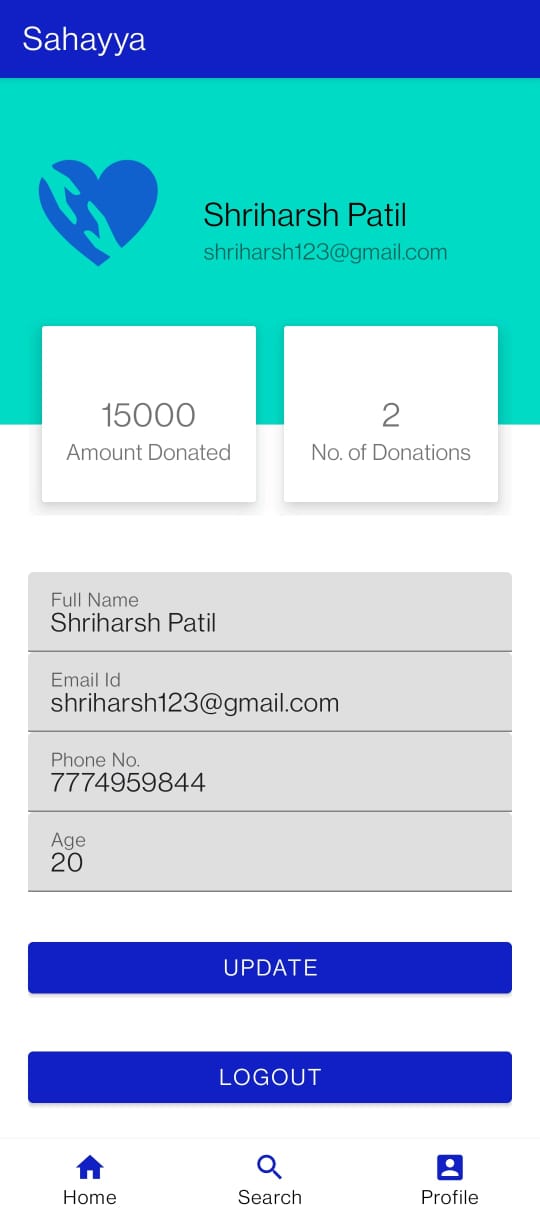 Sahayya
Shriharsh Patil
shriharsh123@gmail.com
15000
Amount Donated
2
No. of Donations
Full Name
Shriharsh Patil
Email Id
shriharsh123@gmail.com
Phone No.
7774959844
Age
20
UPDATE
LOGOUT
Home
Search
Profile